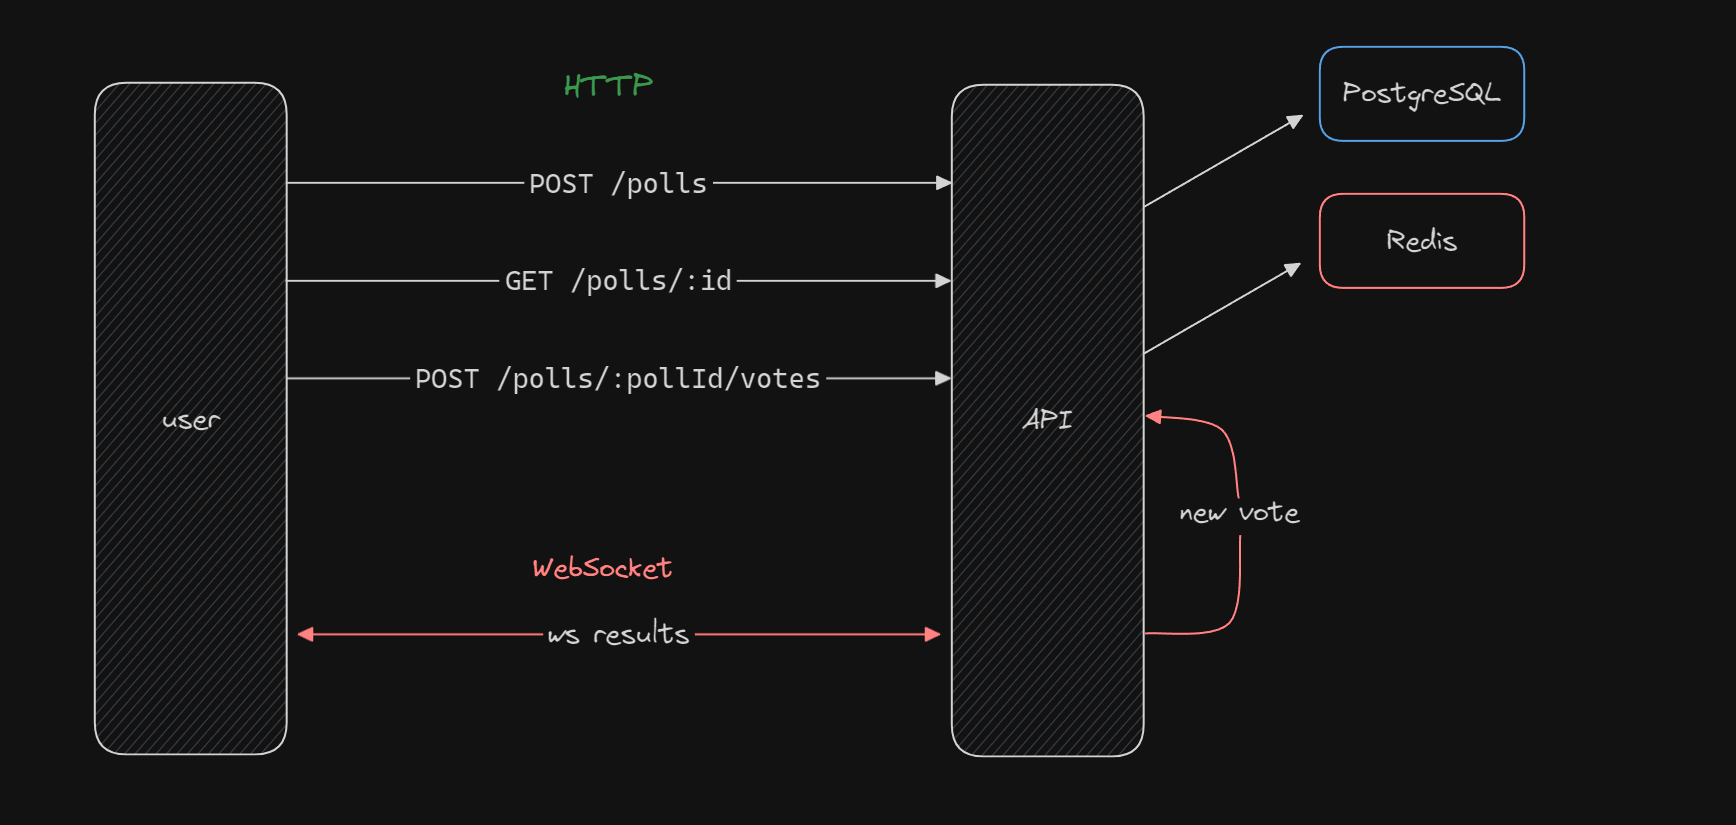 HTTP
PostgreSQL
POST /polls
Redis
GET /polls/:id
POST /polls/:pollId/votes
user
API
new vote
WebSocket
ws results